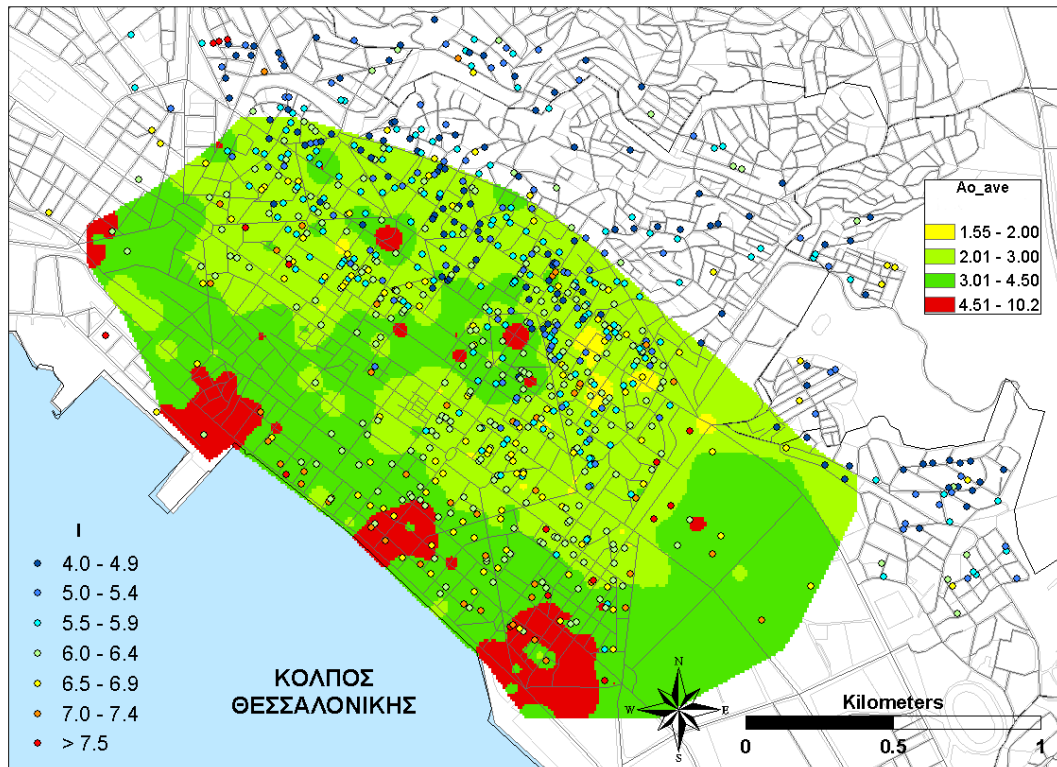 Ao_ave
1.55 - 2.00
2.01 - 3.00
3.01 - 4.50
4.51 - 10.2
I
4.0 - 4.9
5.0 - 5.4
5.5 - 5.9
6.0 - 6.4
6.5 - 6.9
7.0 - 7.4
> 7.5
ΚΟΛΠΟΣ
ΘΕΣΣΑΛΟΝΙΚΗΣ
N
W E
S
Kilometers
0 0.5 1